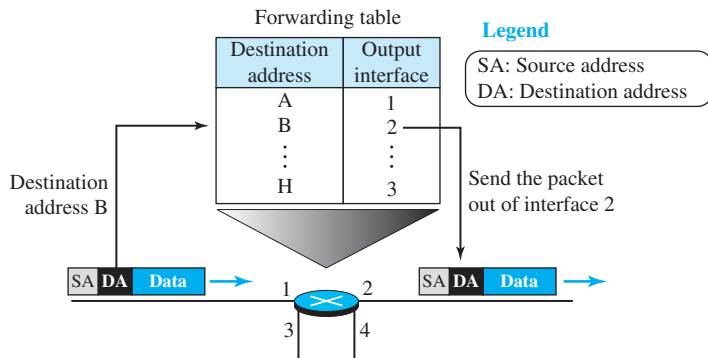 Forwarding table
Legend
Destination address
Output interface
SA: Source address
DA: Destination address
A 1
B 2
⋮ ⋮
H 3
Destination
address B
Send the packet
out of interface 2
SA DA Data
SA DA Data
1 2
3 4